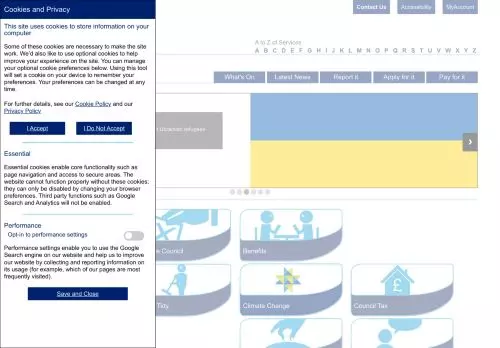 Cookies and Privacy
This site uses cookies to store information on your
computer
Some of these cookies are necessary to make the site
work. We'd also like to use optional cookies to help
improve your experience on the site. You can manage
your optional cookie preferences below. Using this tool
will set a cookie on your device to remember your
preferences. Your preferences can be changed at any
time.
For further details, see our Cookie Policy and our
Privacy Policy
I Accept
I Do Not Accept
Essential
Essential cookies enable core functionality such as
page navigation and access to secure areas. The
website cannot function properly without these cookies;
they can only be disabled by changing your browser
preferences. Third party functions such as Google
Search and Analytics will not be enabled.
Performance
Opt-in to performance settings
Performance settings enable you to use the Google
Search engine on our website and help us to improve
our website by collecting and reporting information on
its usage (for example, which of our pages are most
frequently visited).
Save and Close
Contact Us
Accessibility
MyAccount
A to Z of Services
A B C D E F G H I J K L M N O P Q R S T U V W X Y Z
What's On
Latest News
Report it
Apply for it
Pay for it
Ukrainian refugees
Council
Benefits
Tidy
Climate Change
Council Tax